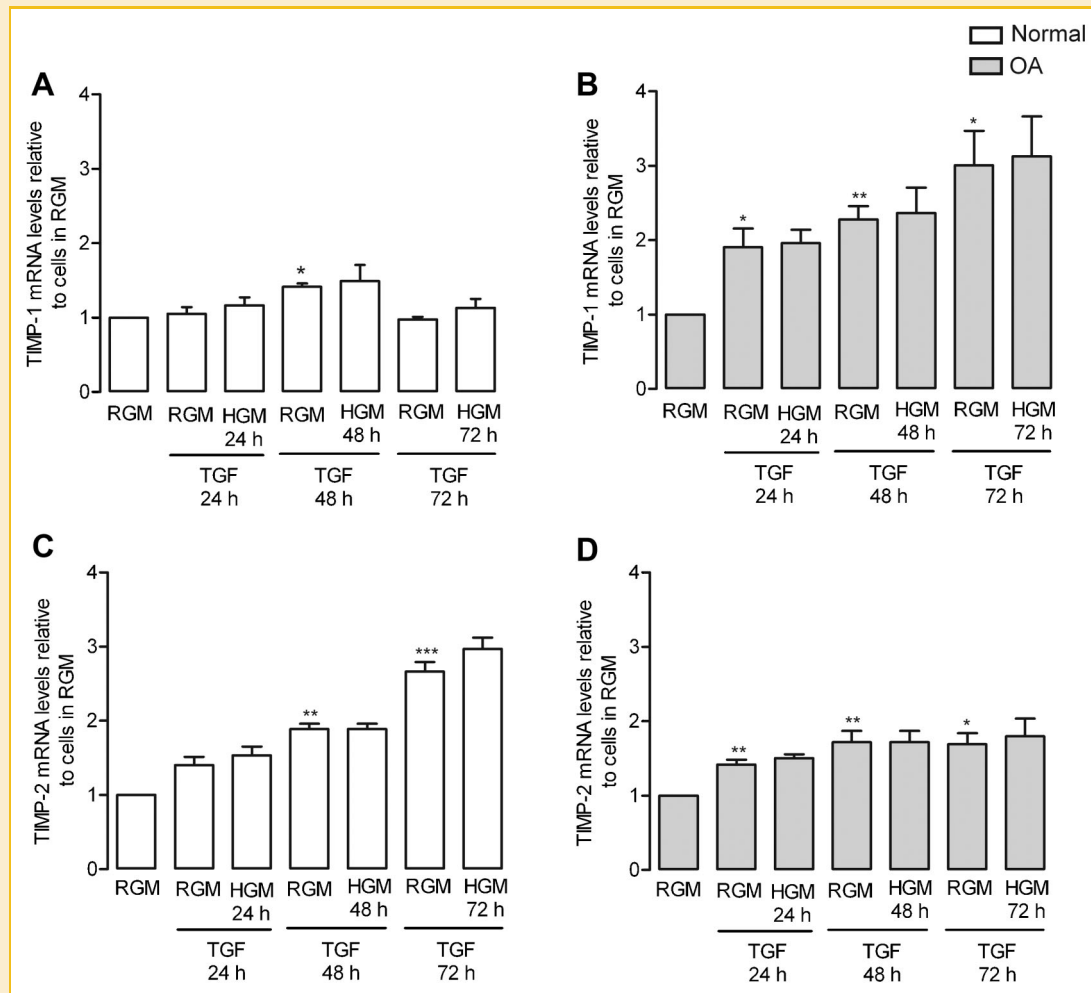 Normal
OA
A
TIMP-1 mRNA levels relative
to cells in RGM
4
3
2
1
0
*
RGM RGM HGM RGM HGM RGM HGM
24 h 48 h 72 h
TGF TGF TGF
24 h 48 h 72 h
B
TIMP-1 mRNA levels relative
to cells in RGM
4
3
2
1
0
* ** *
RGM RGM HGM RGM HGM RGM HGM
24 h 48 h 72 h
TGF TGF TGF
24 h 48 h 72 h
C
TIMP-2 mRNA levels relative
to cells in RGM
4
3
2
1
0
** ***
RGM RGM HGM RGM HGM RGM HGM
24 h 48 h 72 h
TGF TGF TGF
24 h 48 h 72 h
D
TIMP-2 mRNA levels relative
to cells in RGM
4
3
2
1
0
** ** *
RGM RGM HGM RGM HGM RGM HGM
24 h 48 h 72 h
TGF TGF TGF
24 h 48 h 72 h